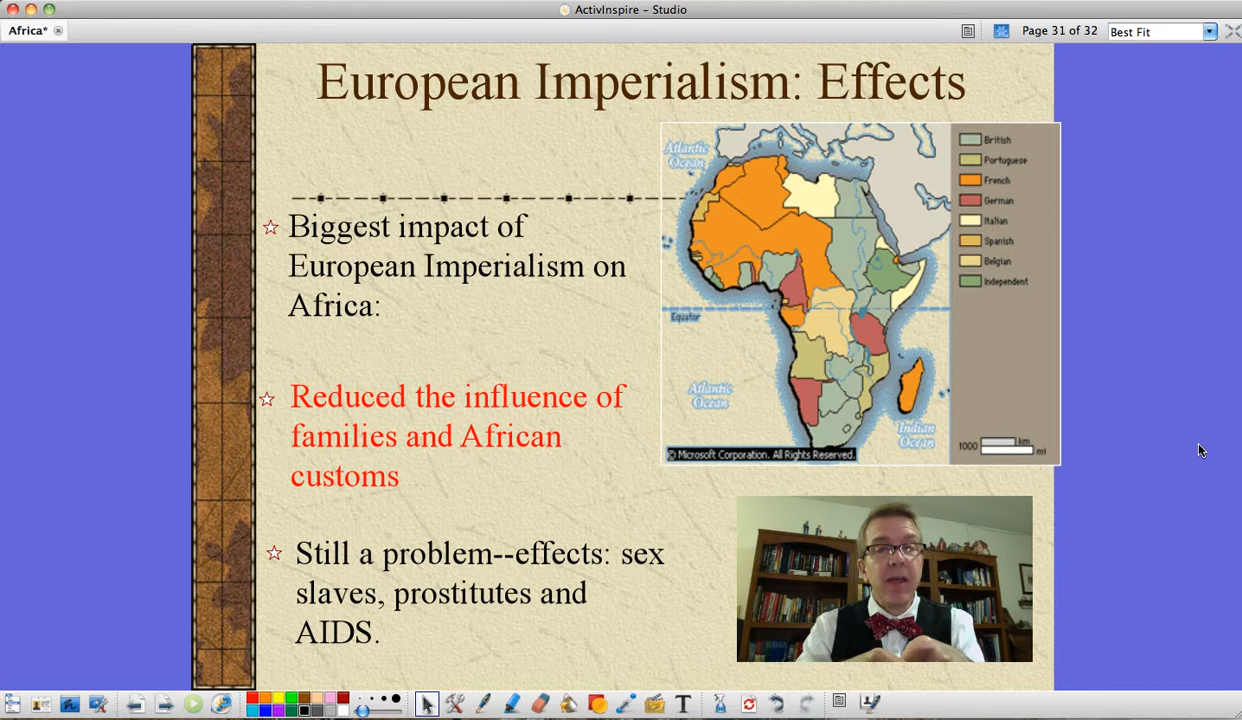 ActivInspire – Studio
Africa*
Page 31 of 32
Best Fit
European Imperialism: Effects
Biggest impact of
European Imperialism on
Africa:
Reduced the influence of
families and African
customs
Still a problem--effects: sex
slaves, prostitutes and
AIDS.
Atlantic
Ocean
Equator
Atlantic
Ocean
Indian
Ocean
© Microsoft Corporation. All Rights Reserved.
British
Portuguese
French
German
Italian
Spanish
Belgian
Independent
1000 km
mi
T